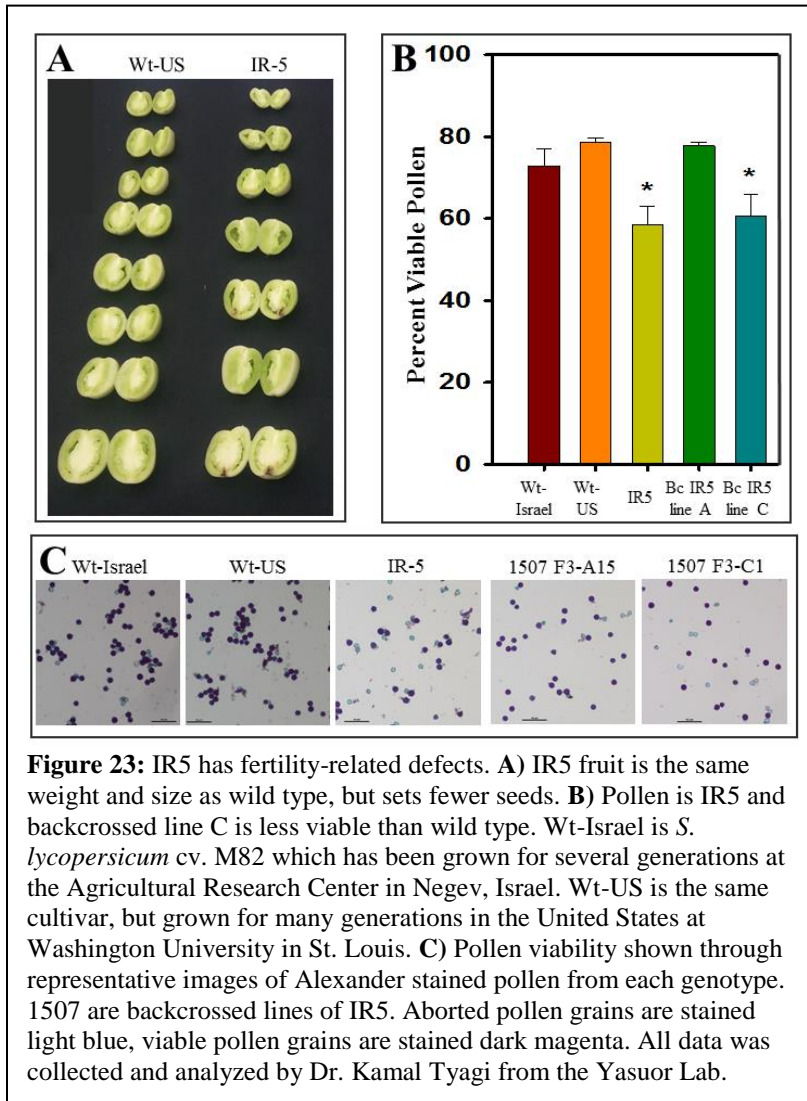 A
Wt-US IR-5
B
100
80
60
40
20
0
Percent Viable Pollen
* *
Wt-Israel
Wt-US
IR5
Bc IR5 line A
Bc IR5 line C
C
Wt-Israel Wt-US IR-5 1507 F3-A15 1507 F3-C1
Figure 23: IR5 has fertility-related defects. A) IR5 fruit is the same
weight and size as wild type, but sets fewer seeds. B) Pollen is IR5 and
backcrossed line C is less viable than wild type. Wt-Israel is S.
lycopersicum cv. M82 which has been grown for several generations at
the Agricultural Research Center in Negev, Israel. Wt-US is the same
cultivar, but grown for many generations in the United States at
Washington University in St. Louis. C) Pollen viability shown through
representative images of Alexander stained pollen from each genotype.
1507 are backcrossed lines of IR5. Aborted pollen grains are stained
light blue, viable pollen grains are stained dark magenta. All data was
collected and analyzed by Dr. Kamal Tyagi from the Yasuor Lab.